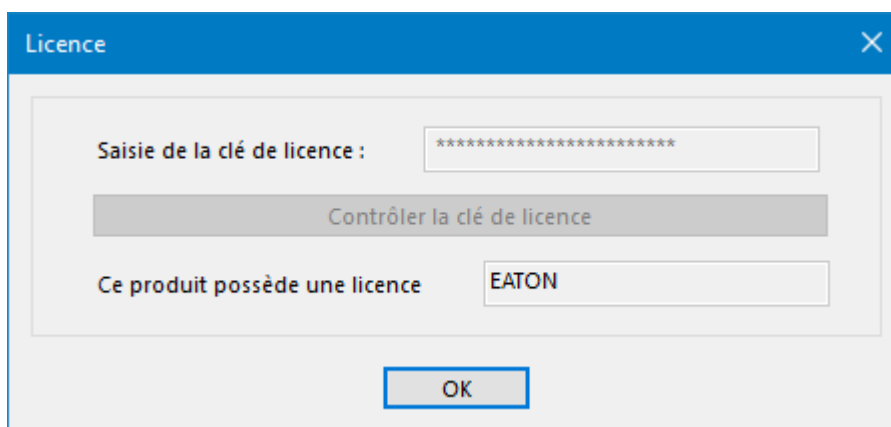 Licence
Saisie de la clé de licence : ************************
Contrôler la clé de licence
Ce produit possède une licence EATON
OK